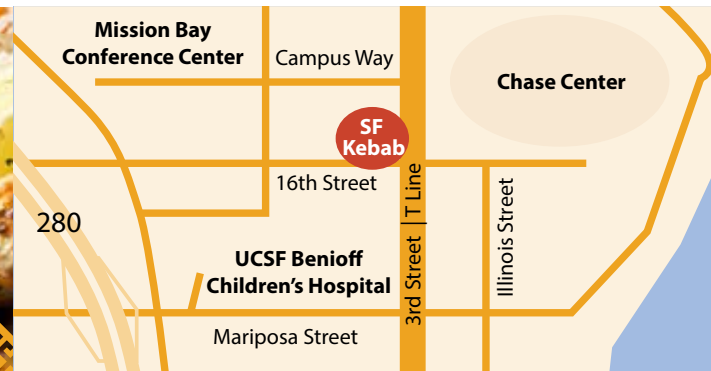 Mission Bay
Conference Center
Campus Way
Chase Center
SF
Kebab
16th Street
280
3rd Street | T Line
Illinois Street
UCSF Benioff
Children's Hospital
Mariposa Street